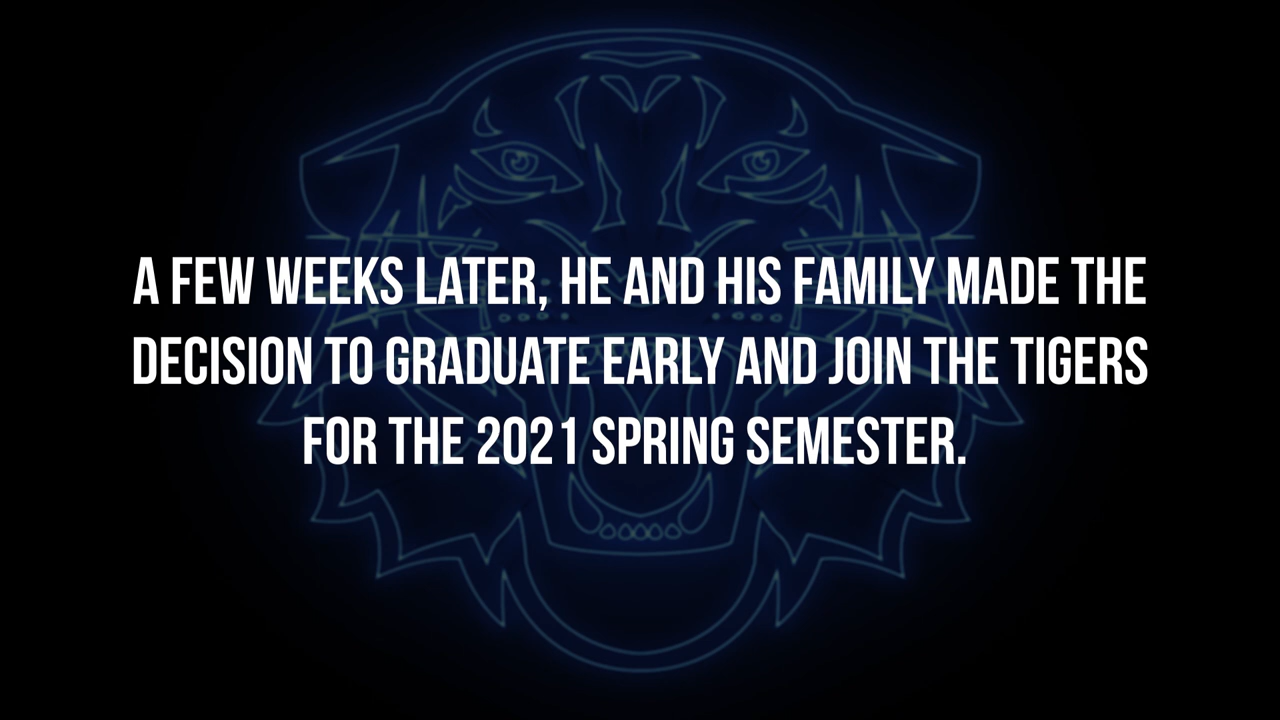 A FEW WEEKS LATER, HE AND HIS FAMILY MADE THE
DECISION TO GRADUATE EARLY AND JOIN THE TIGERS
FOR THE 2021 SPRING SEMESTER.